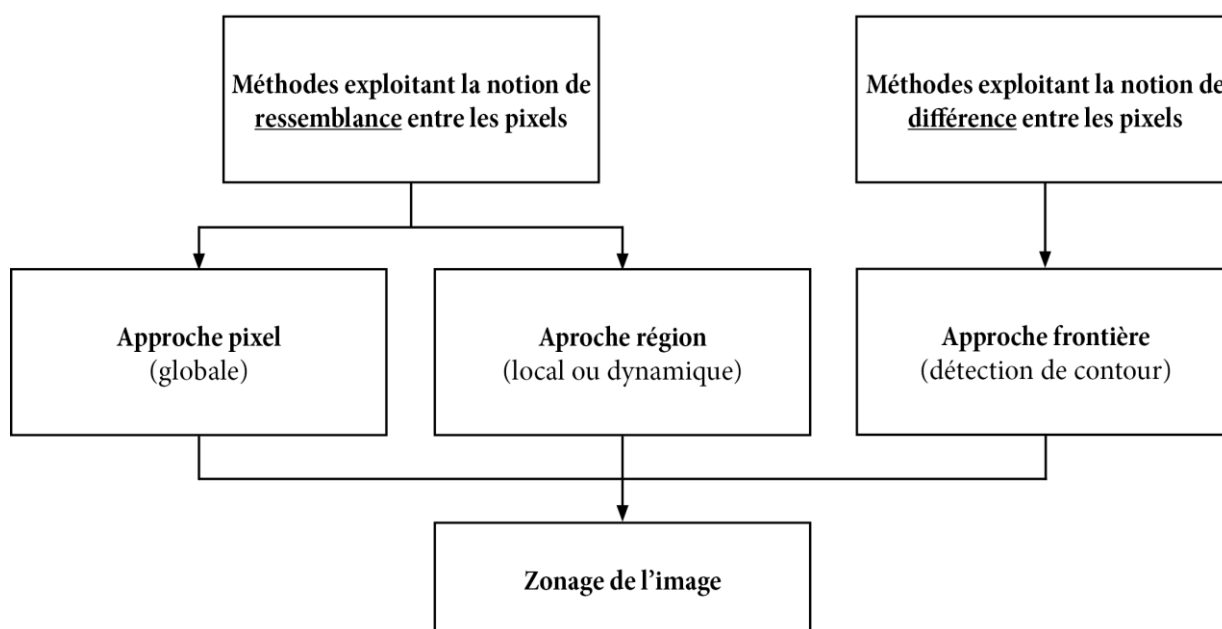 Méthodes exploitant la notion de
ressemblance entre les pixels
Méthodes exploitant la notion de
différence entre les pixels
Approche pixel
(globale)
Aproche région
(local ou dynamique)
Approche frontière
(détection de contour)
Zonage de l’image